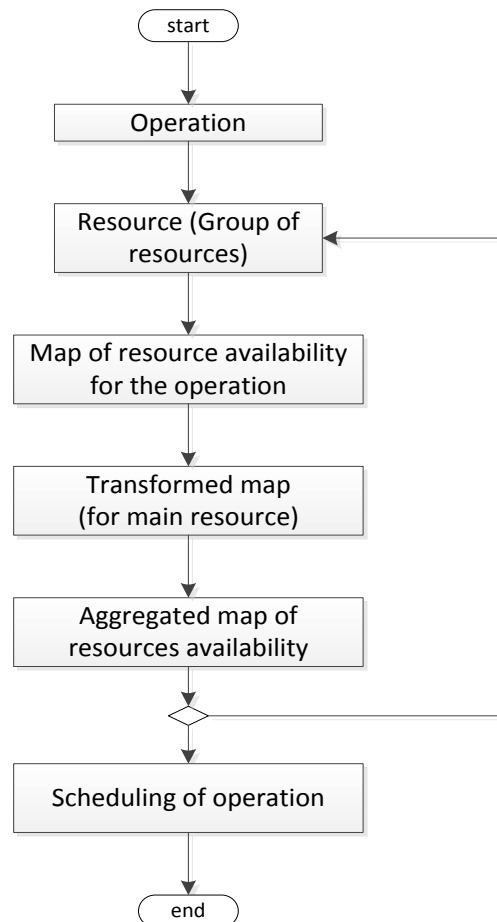 start
Operation
Resource (Group of
resources)
Map of resource availability
for the operation
Transformed map
(for main resource)
Aggregated map of
resources availability
Scheduling of operation
end